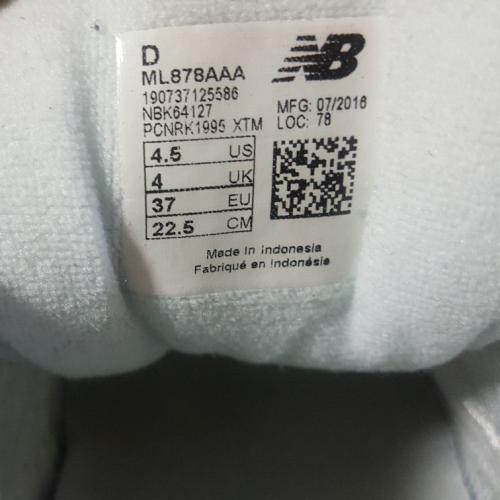 D
NB
ML878AAA
190737125586
NBK64127
PCNRK1995 XTM
MFG: 07/2016
LOC: 78
4.5 US
4 UK
37 EU
22.5 CM
Made in Indonesia
Fabriqué en Indonésie